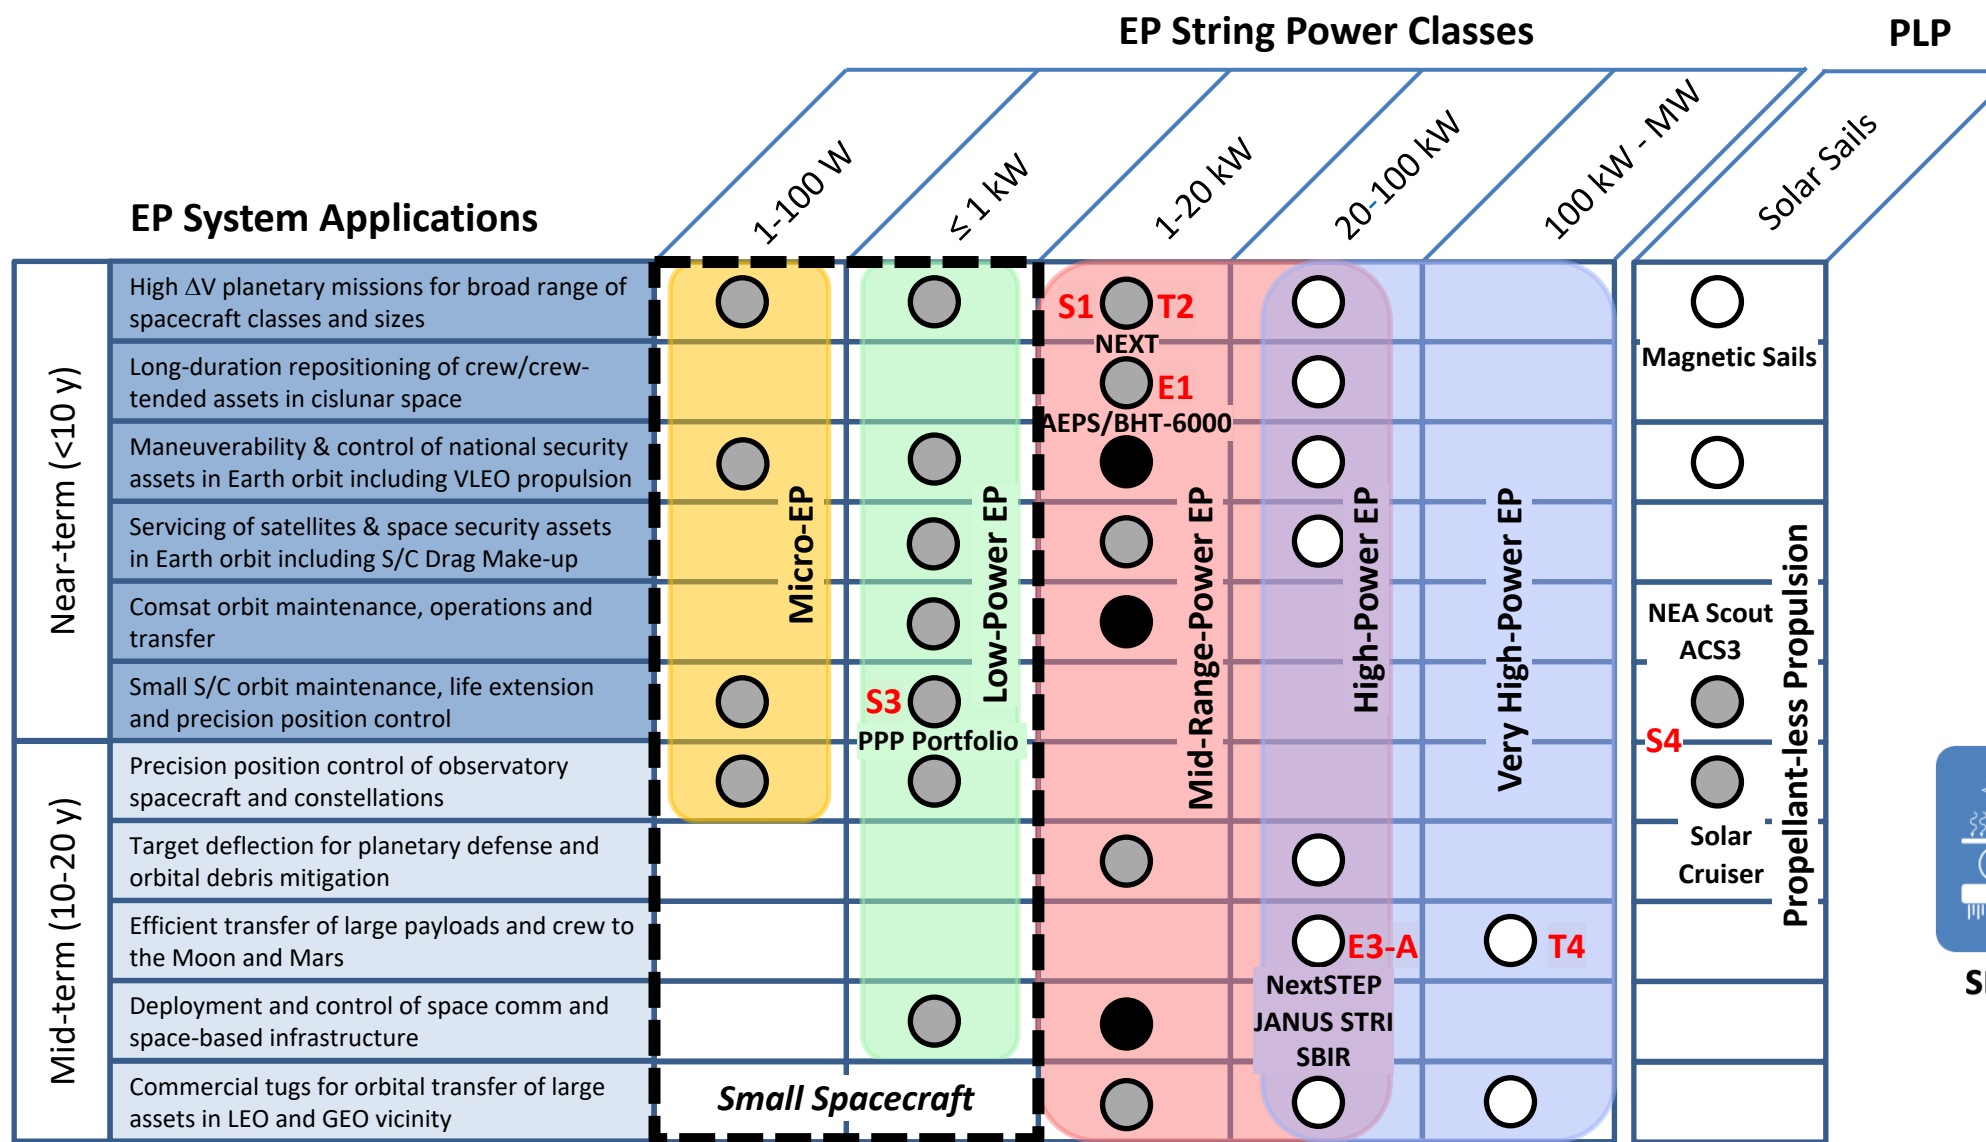 EP String Power Classes
PLP
EP System Applications
1-100 W
≤ 1 kW
1-20 kW
20-100 kW
100 kW - MW
Solar Sails
Near-term (<10 y)
High ΔV planetary missions for broad range of
spacecraft classes and sizes
Long-duration repositioning of crew/crew-
tended assets in cislunar space
Maneuverability & control of national security
assets in Earth orbit including VLEO propulsion
Servicing of satellites & space security assets
in Earth orbit including S/C Drag Make-up
Comsat orbit maintenance, operations and
transfer
Small S/C orbit maintenance, life extension
and precision position control
Mid-term (10-20 y)
Precision position control of observatory
spacecraft and constellations
Target deflection for planetary defense and
orbital debris mitigation
Efficient transfer of large payloads and crew to
the Moon and Mars
Deployment and control of space comm and
space-based infrastructure
Commercial tugs for orbital transfer of large
assets in LEO and GEO vicinity
Micro-EP
Low-Power EP
S3
PPP Portfolio
Small Spacecraft
S1
T2
NEXT
E1
AEPS/BHT-6000
Mid-Range-Power EP
High-Power EP
E3-A
NextSTEP
JANUS STRI
SBIR
Very High-Power EP
T4
Magnetic Sails
NEA Scout
ACS3
S4
Solar
Cruiser
Propellant-less Propulsion